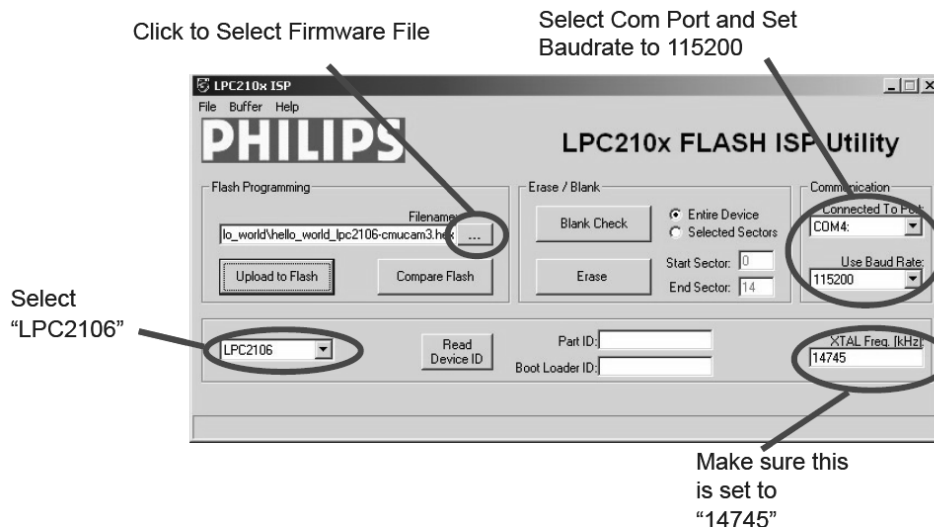 Click to Select Firmware File
Select Com Port and Set
Baudrate to 115200
LPC210x ISP
File Buffer Help
PHILIPS
LPC210x FLASH ISP Utility
Flash Programming
Filename:
lo_world\hello_world_lpc2106-cmucam3.hex
...
Upload to Flash
Compare Flash
Erase / Blank
Blank Check
Entire Device
Selected Sectors
Erase
Start Sector: 0
End Sector: 14
Communication
Connected To Port:
COM4:
Use Baud Rate:
115200
Select
“LPC2106”
LPC2106
Read
Device ID
Part ID:
Boot Loader ID:
XTAL Freq. [kHz]:
14745
Make sure this
is set to
“14745”